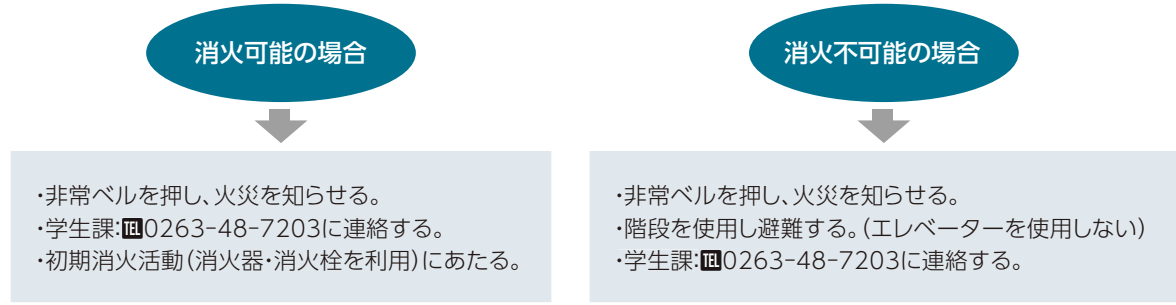 消火可能の場合
・非常ベルを押し、火災を知らせる。
・学生課:℡0263-48-7203に連絡する。
・初期消火活動(消火器・消火栓を利用)にあたる。
消火不可能の場合
・非常ベルを押し、火災を知らせる。
・階段を使用し避難する。(エレベーターを使用しない)
・学生課:℡0263-48-7203に連絡する。